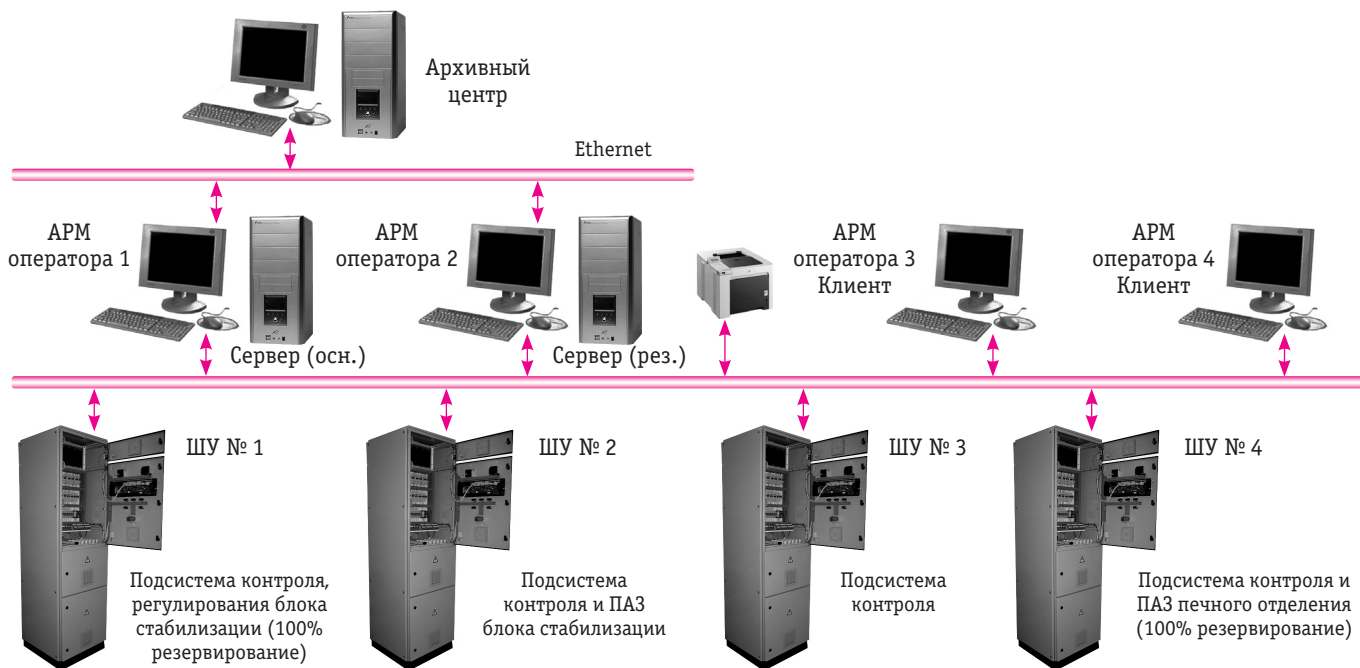 Архивный
центр
Ethernet
АРМ
оператора 1
Сервер (осн.)
АРМ
оператора 2
Сервер (рез.)
АРМ
оператора 3
Клиент
АРМ
оператора 4
Клиент
ШУ № 1
Подсистема контроля,
регулирования блока
стабилизации (100%
резервирование)
ШУ № 2
Подсистема
контроля и ПАЗ
блока стабилизации
ШУ № 3
Подсистема
контроля
ШУ № 4
Подсистема контроля и
ПАЗ печного отделения
(100% резервирование)